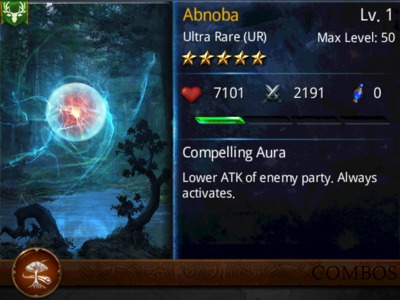 Abnoba Lv. 1
Ultra Rare (UR) Max Level: 50
7101 2191 0
Compelling Aura
Lower ATK of enemy party. Always
activates.
COMBOS